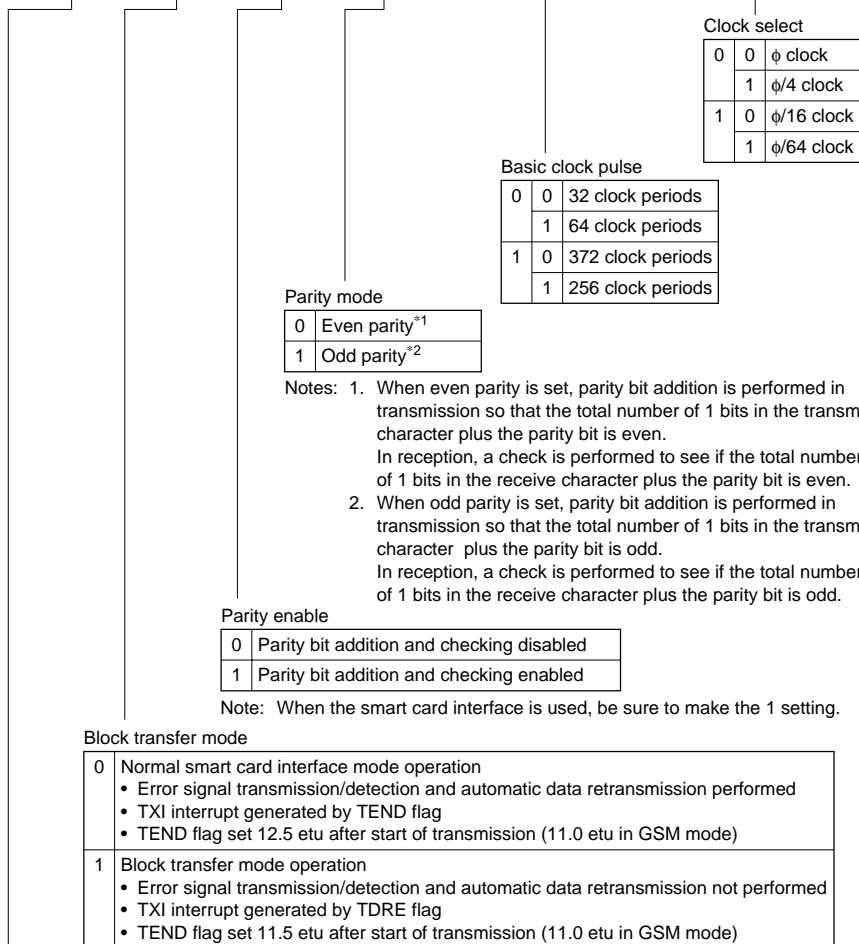 Clock select
0 0 φ clock
1 φ/4 clock
1 0 φ/16 clock
1 φ/64 clock
Basic clock pulse
0 0 32 clock periods
1 64 clock periods
1 0 372 clock periods
1 256 clock periods
Parity mode
0 Even parity*1
1 Odd parity*2
Notes: 1. When even parity is set, parity bit addition is performed in
transmission so that the total number of 1 bits in the transm
character plus the parity bit is even.
In reception, a check is performed to see if the total number
of 1 bits in the receive character plus the parity bit is even.
2. When odd parity is set, parity bit addition is performed in
transmission so that the total number of 1 bits in the transm
character plus the parity bit is odd.
In reception, a check is performed to see if the total number
of 1 bits in the receive character plus the parity bit is odd.
Parity enable
0 Parity bit addition and checking disabled
1 Parity bit addition and checking enabled
Note: When the smart card interface is used, be sure to make the 1 setting.
Block transfer mode
0 Normal smart card interface mode operation
• Error signal transmission/detection and automatic data retransmission performed
• TXI interrupt generated by TEND flag
• TEND flag set 12.5 etu after start of transmission (11.0 etu in GSM mode)
1 Block transfer mode operation
• Error signal transmission/detection and automatic data retransmission not performed
• TXI interrupt generated by TDRE flag
• TEND flag set 11.5 etu after start of transmission (11.0 etu in GSM mode)